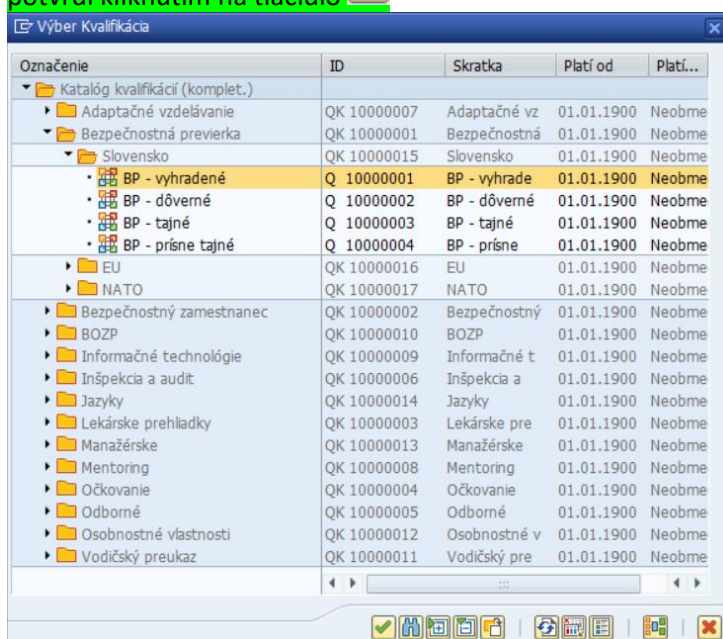 potvrdí kliknutím na tlačidlo
Výber Kvalifikácia
Označenie ID Skratka Platí od Platí...
Katalóg kvalifikácií (komplet.)
Adaptačné vzdelávanie QK 10000007 Adaptačné vz 01.01.1900 Neobme
Bezpečnostná previerka QK 10000001 Bezpečnostná 01.01.1900 Neobme
Slovensko QK 10000015 Slovensko 01.01.1900 Neobme
BP - vyhradené Q 10000001 BP - vyhrade 01.01.1900 Neobme
BP - dôverné Q 10000002 BP - dôverné 01.01.1900 Neobme
BP - tajné Q 10000003 BP - tajné 01.01.1900 Neobme
BP - prísne tajné Q 10000004 BP - prísne 01.01.1900 Neobme
EU QK 10000016 EU 01.01.1900 Neobme
NATO QK 10000017 NATO 01.01.1900 Neobme
Bezpečnostný zamestnanec QK 10000002 Bezpečnostný 01.01.1900 Neobme
BOZP QK 10000010 BOZP 01.01.1900 Neobme
Informačné technológie QK 10000009 Informačné t 01.01.1900 Neobme
Inšpekcia a audit QK 10000006 Inšpekcia a 01.01.1900 Neobme
Jazyky QK 10000014 Jazyky 01.01.1900 Neobme
Lekárske prehliadky QK 10000003 Lekárske pre 01.01.1900 Neobme
Manažérske QK 10000013 Manažérske 01.01.1900 Neobme
Mentoring QK 10000008 Mentoring 01.01.1900 Neobme
Očkovanie QK 10000004 Očkovanie 01.01.1900 Neobme
Odborné QK 10000005 Odborné 01.01.1900 Neobme
Osobnostné vlastnosti QK 10000012 Osobnostné v 01.01.1900 Neobme
Vodičský preukaz QK 10000011 Vodičský pre 01.01.1900 Neobme